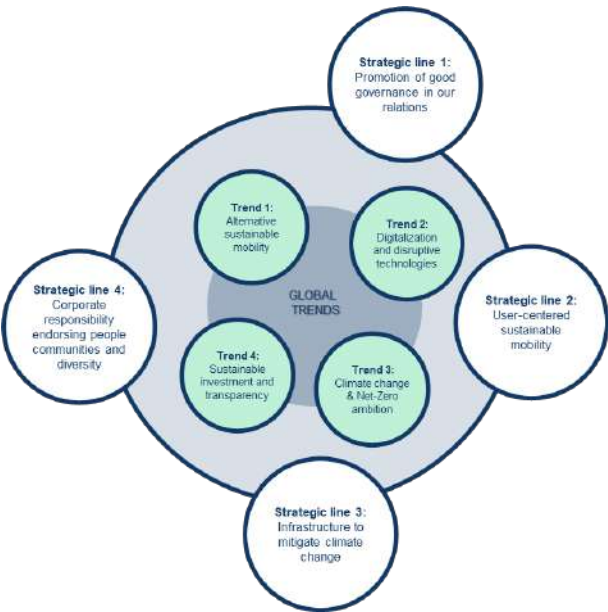 Strategic line 1:
Promotion of good
governance in our
relations
Trend 1:
Alternative
sustainable
mobility
Trend 2:
Digitalization
and disruptive
technologies
GLOBAL
TRENDS
Strategic line 4:
Corporate
responsibility
endorsing people
communities and
diversity
Strategic line 2:
User-centered
sustainable
mobility
Trend 4:
Sustainable
investment and
transparency
Trend 3:
Climate change
& Net-Zero
ambition
Strategic line 3:
Infrastructure to
mitigate climate
change